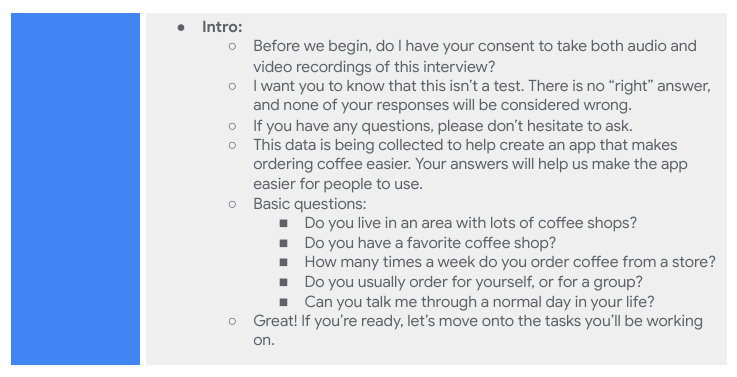 ● Intro:
○ Before we begin, do I have your consent to take both audio and
video recordings of this interview?
○ I want you to know that this isn’t a test. There is no “right” answer,
and none of your responses will be considered wrong.
○ If you have any questions, please don’t hesitate to ask.
○ This data is being collected to help create an app that makes
ordering coffee easier. Your answers will help us make the app
easier for people to use.
○ Basic questions:
■ Do you live in an area with lots of coffee shops?
■ Do you have a favorite coffee shop?
■ How many times a week do you order coffee from a store?
■ Do you usually order for yourself, or for a group?
■ Can you talk me through a normal day in your life?
○ Great! If you’re ready, let’s move onto the tasks you’ll be working
on.